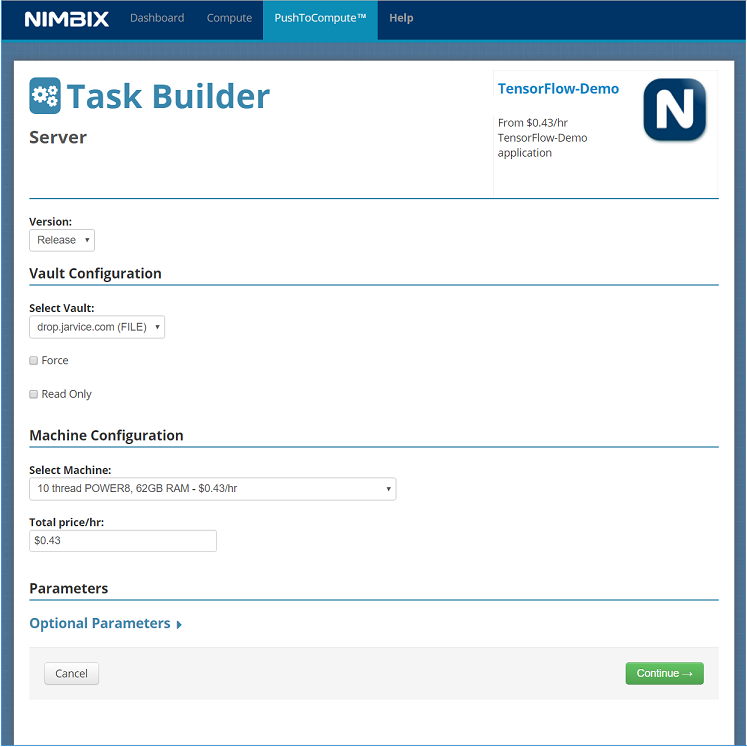 NIMBIX Dashboard Compute PushToCompute™ Help
Task Builder
Server
TensorFlow-Demo
From $0.43/hr
TensorFlow-Demo
application
N
Version:
Release
Vault Configuration
Select Vault:
drop.jarvice.com (FILE)
Force
Read Only
Machine Configuration
Select Machine:
10 thread POWER8, 62GB RAM - $0.43/hr
Total price/hr:
$0.43
Parameters
Optional Parameters
Cancel Continue →